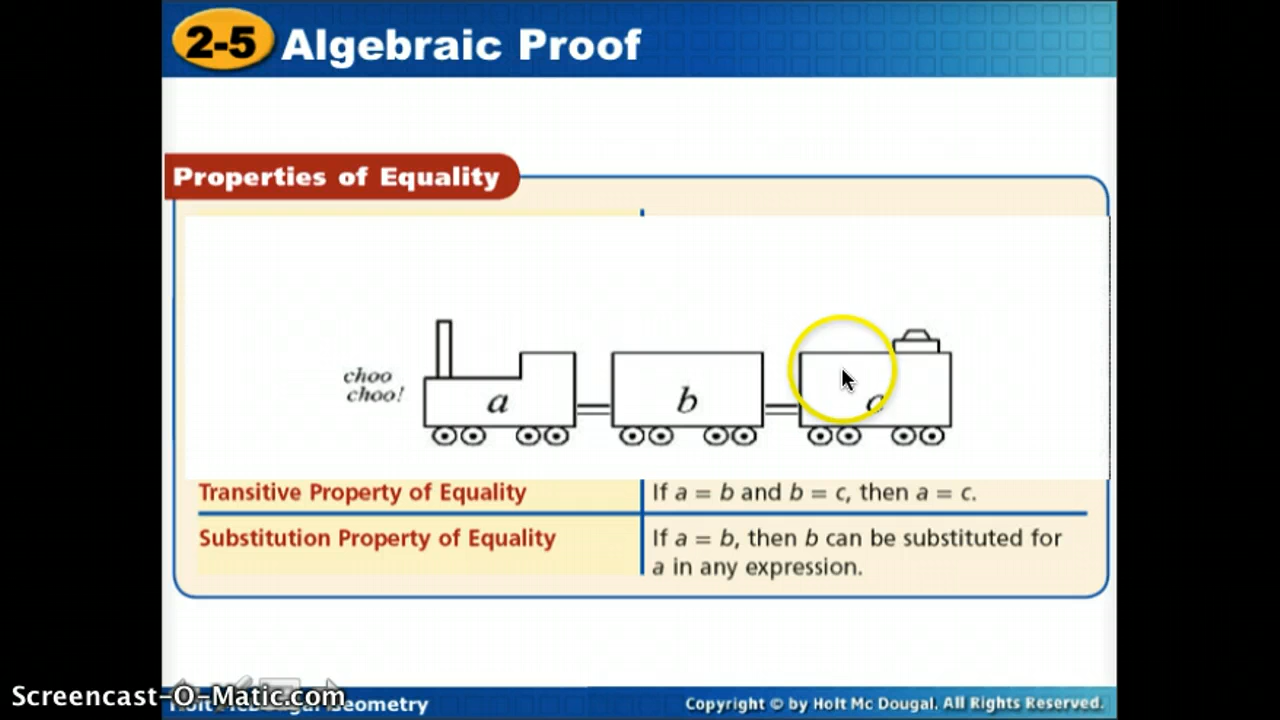 2-5 Algebraic Proof
Properties of Equality
choo
choo!
a b c
Transitive Property of Equality If a = b and b = c, then a = c.
Substitution Property of Equality If a = b, then b can be substituted for
a in any expression.
Screencast-O-Matic.com
Geometry
Copyright © by Holt Mc Dougal. All Rights Reserved.